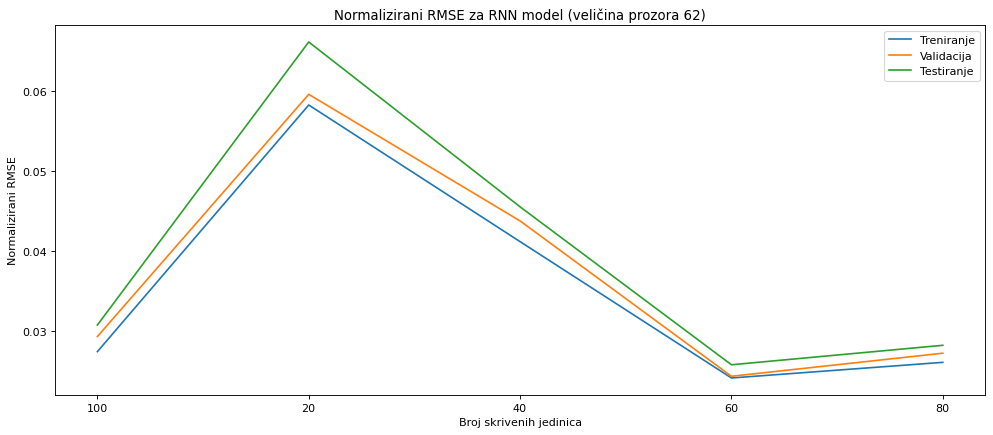 Normalizirani RMSE za RNN model (veličina prozora 62)
Treniranje
Validacija
Testiranje
Normalizirani RMSE
0.06
0.05
0.04
0.03
100 20 40 60 80
Broj skrivenih jedinica